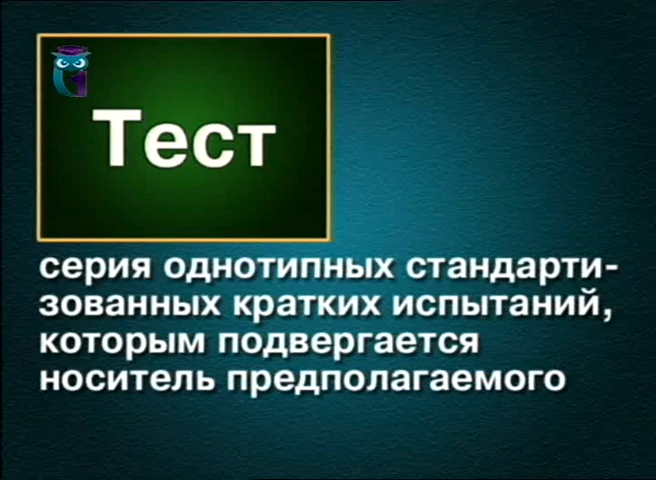 Тест
серия однотипных стандарти-
зованных кратких испытаний,
которым подвергается
носитель предполагаемого